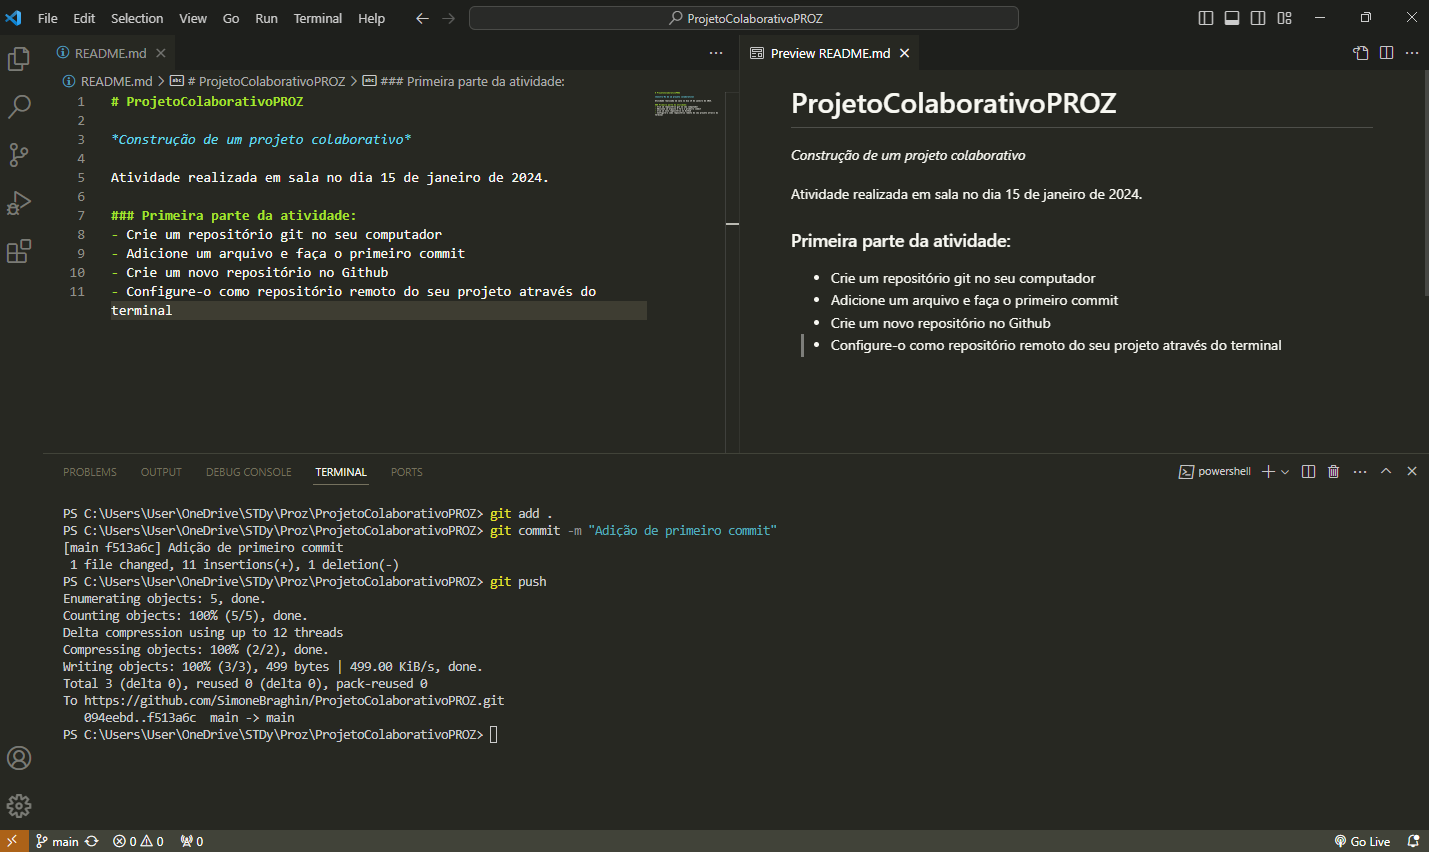 File Edit Selection View Go Run Terminal Help
ProjetoColaborativoPROZ
README.md
Preview README.md
README.md > # ProjetoColaborativoPROZ > ### Primeira parte da atividade:
1 # ProjetoColaborativoPROZ
2
3 *Construção de um projeto colaborativo*
4
5 Atividade realizada em sala no dia 15 de janeiro de 2024.
6
7 ### Primeira parte da atividade:
8 - Crie um repositório git no seu computador
9 - Adicione um arquivo e faça o primeiro commit
10 - Crie um novo repositório no Github
11 - Configure-o como repositório remoto do seu projeto através do
terminal
ProjetoColaborativoPROZ
Construção de um projeto colaborativo
Atividade realizada em sala no dia 15 de janeiro de 2024.
Primeira parte da atividade:
• Crie um repositório git no seu computador
• Adicione um arquivo e faça o primeiro commit
• Crie um novo repositório no Github
• Configure-o como repositório remoto do seu projeto através do terminal
PROBLEMS OUTPUT DEBUG CONSOLE TERMINAL PORTS
powershell
PS C:\Users\User\OneDrive\STDy\Proz\ProjetoColaborativoPROZ> git add .
PS C:\Users\User\OneDrive\STDy\Proz\ProjetoColaborativoPROZ> git commit -m "Adição de primeiro commit"
[main f513a6c] Adição de primeiro commit
1 file changed, 11 insertions(+), 1 deletion(-)
PS C:\Users\User\OneDrive\STDy\Proz\ProjetoColaborativoPROZ> git push
Enumerating objects: 5, done.
Counting objects: 100% (5/5), done.
Delta compression using up to 12 threads
Compressing objects: 100% (2/2), done.
Writing objects: 100% (3/3), 499 bytes | 499.00 KiB/s, done.
Total 3 (delta 0), reused 0 (delta 0), pack-reused 0
To https://github.com/SimoneBraghin/ProjetoColaborativoPROZ.git
094eebd..f513a6c  main -> main
PS C:\Users\User\OneDrive\STDy\Proz\ProjetoColaborativoPROZ>
main 0 0 0 Go Live